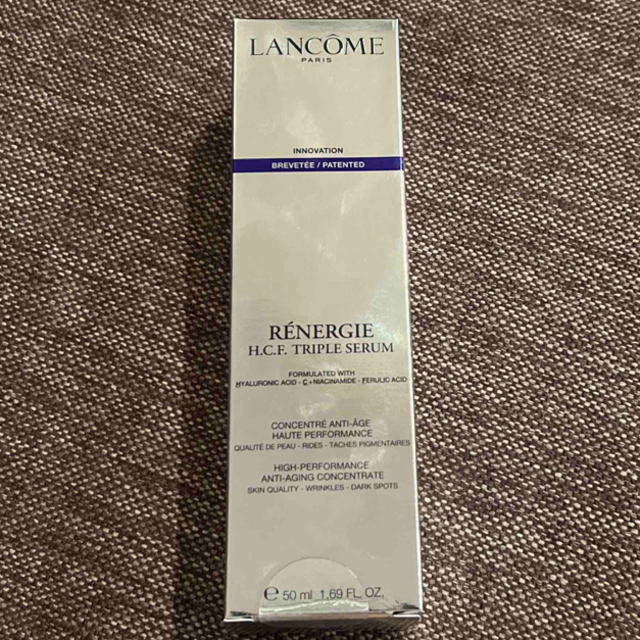 LANCÔME
PARIS
INNOVATION
BREVETÉE / PATENTED
RÉNERGIE
H.C.F. TRIPLE SERUM
FORMULATED WITH
HYALURONIC ACID - C+NIACINAMIDE - FERULIC ACID
CONCENTRÉ ANTI-ÂGE
HAUTE PERFORMANCE
QUALITÉ DE PEAU - RIDES - TACHES PIGMENTAIRES
HIGH-PERFORMANCE
ANTI-AGING CONCENTRATE
SKIN QUALITY - WRINKLES - DARK SPOTS
℮ 50 ml 1.69 FL. OZ.